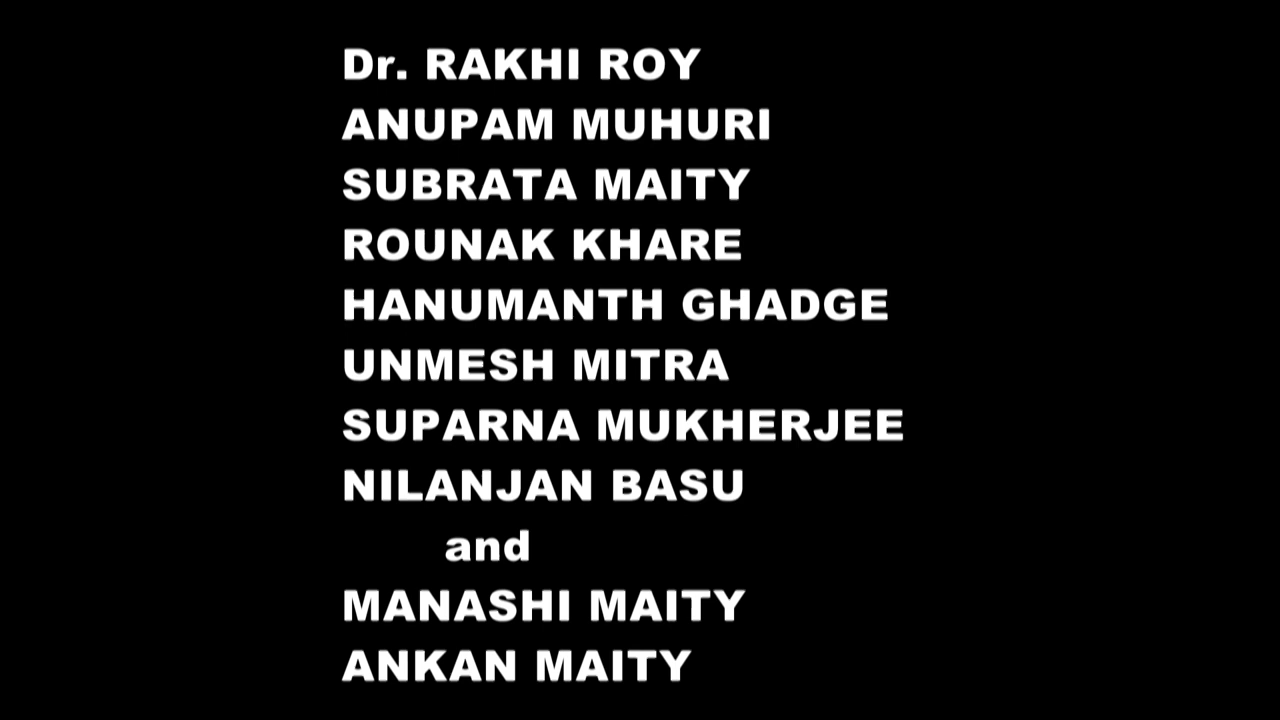 Dr. RAKHI ROY
ANUPAM MUHURI
SUBRATA MAITY
ROUNAK KHARE
HANUMANTH GHADGE
UNMESH MITRA
SUPARNA MUKHERJEE
NILANJAN BASU
and
MANASHI MAITY
ANKAN MAITY